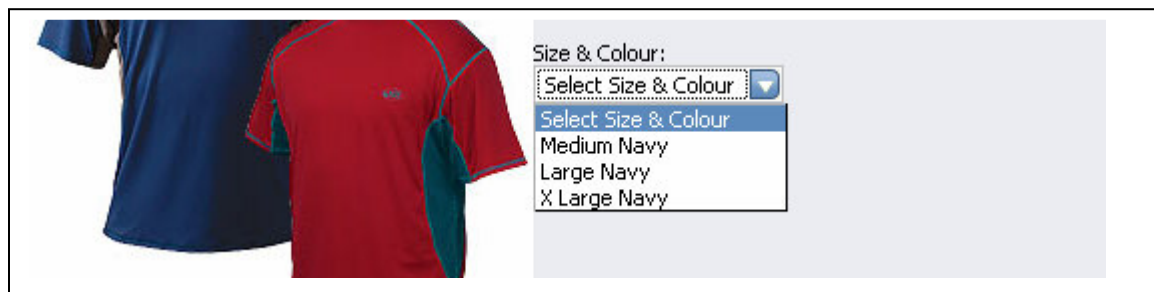 Size & Colour:
Select Size & Colour
Select Size & Colour
Medium Navy
Large Navy
X Large Navy